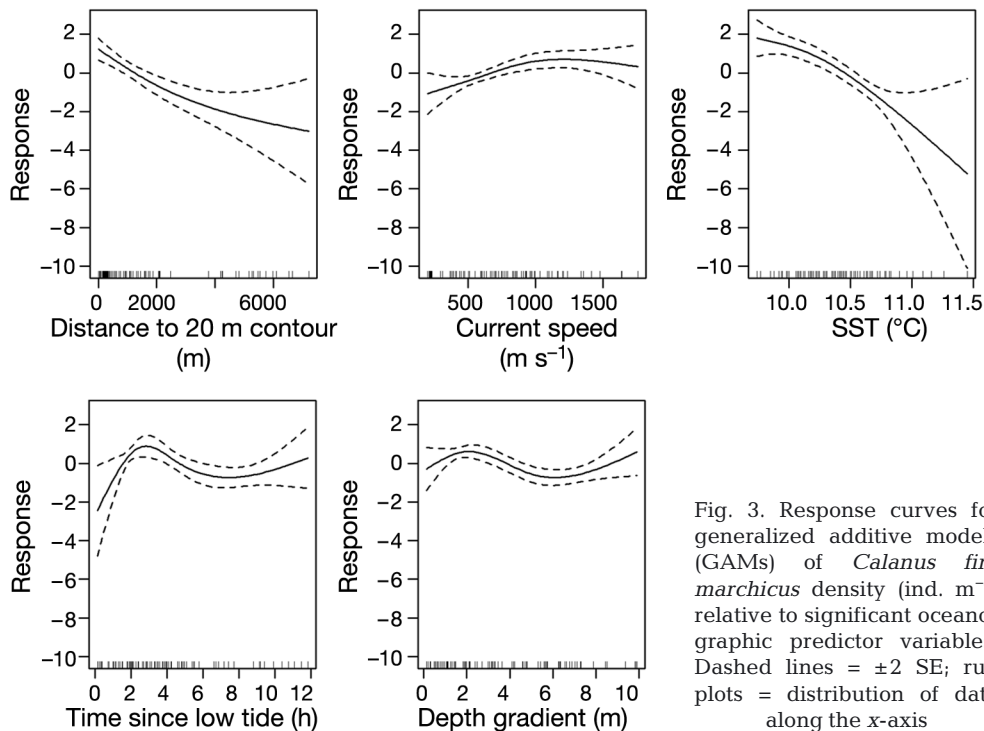 2
0
−2
−4
−6
−8
−10
Response
0 2000 6000
Distance to 20 m contour
(m)
2
0
−2
−4
−6
−8
−10
Response
500 1000 1500
Current speed
(m s⁻¹)
2
0
−2
−4
−6
−8
−10
Response
10.0 10.5 11.0 11.5
SST (°C)
2
0
−2
−4
−6
−8
−10
Response
0 2 4 6 8 10 12
Time since low tide (h)
2
0
−2
−4
−6
−8
−10
Response
0 2 4 6 8 10
Depth gradient (m)
Fig. 3. Response curves fo
generalized additive model
(GAMs) of Calanus fin
marchicus density (ind. m⁻
relative to significant oceano
graphic predictor variable
Dashed lines = ±2 SE; ru
plots = distribution of dat
along the x-axis